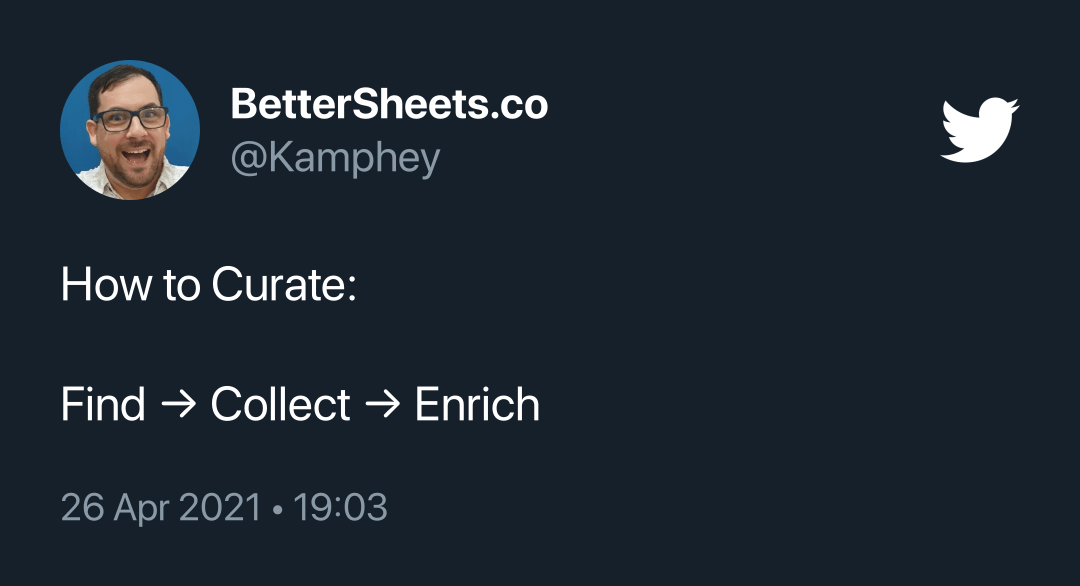 BetterSheets.co
@Kamphey
How to Curate:
Find → Collect → Enrich
26 Apr 2021 • 19:03